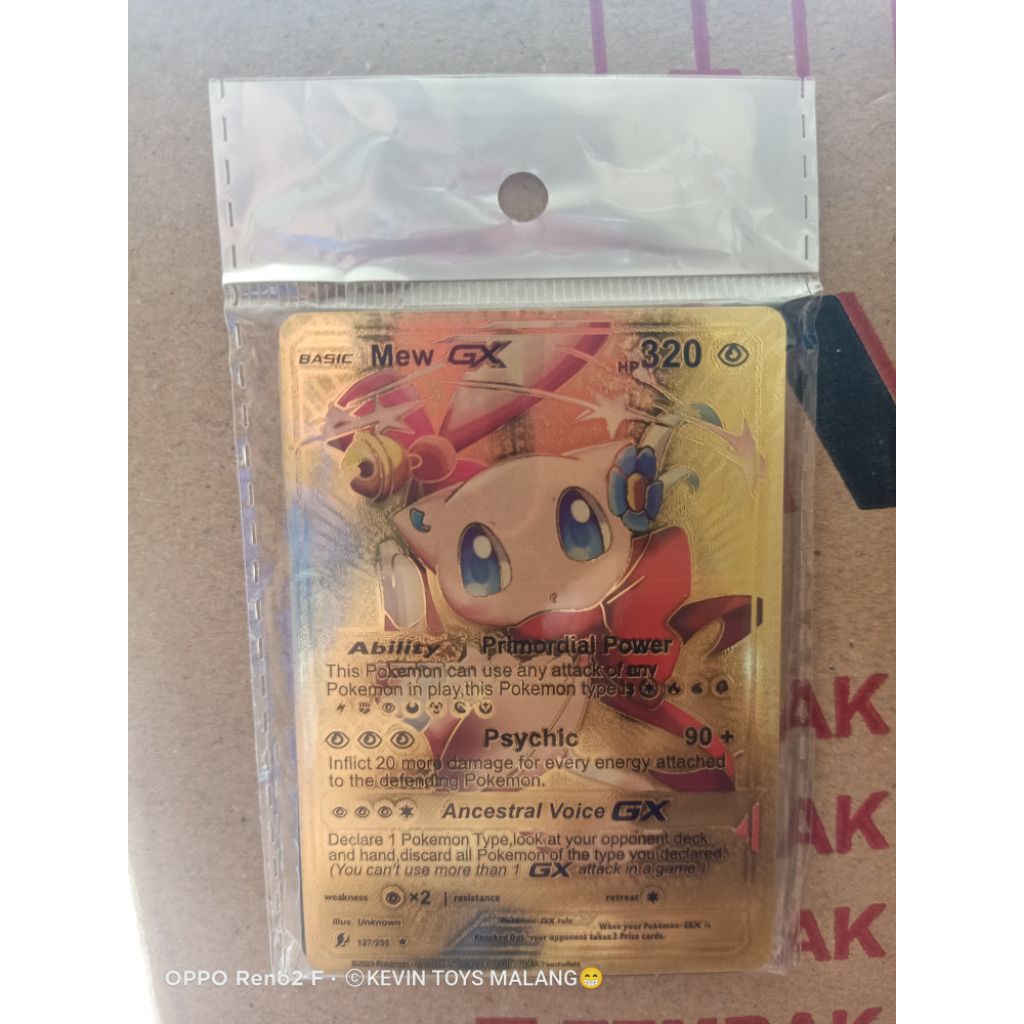 BASIC Mew GX HP 320
Ability Primordial Power
This Pokemon can use any attack of any
Pokemon in play,this Pokemon type is
Psychic 90 +
Inflict 20 more damage for every energy attached
to the defending Pokemon.
Ancestral Voice GX
Declare 1 Pokemon Type,look at your opponent deck
and hand,discard all Pokemon of the type you declared.
(You can't use more than 1 GX attack in a game.)
weakness ×2 resistance retreat
Illus. Unknown Pokémon-GX rule When your Pokémon-GX is
Knocked Out, your opponent takes 2 Prize cards.
127/256
©2023 Pokémon
AK
AK
AK
OPPO Reno2 F · ©KEVIN TOYS MALANG😁